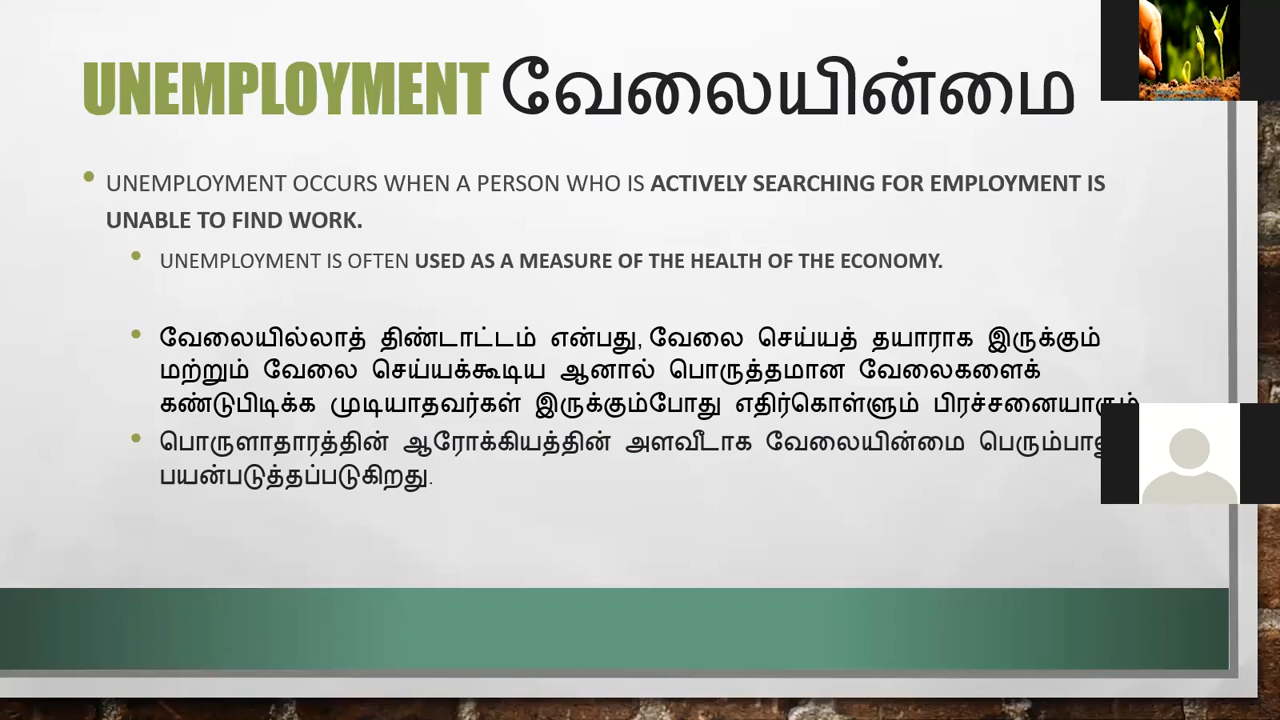 UNEMPLOYMENT வேலையின்மை
UNEMPLOYMENT OCCURS WHEN A PERSON WHO IS ACTIVELY SEARCHING FOR EMPLOYMENT IS
UNABLE TO FIND WORK.
UNEMPLOYMENT IS OFTEN USED AS A MEASURE OF THE HEALTH OF THE ECONOMY.
வேலையில்லாத் திண்டாட்டம் என்பது, வேலை செய்யத் தயாராக இருக்கும்
மற்றும் வேலை செய்யக்கூடிய ஆனால் பொருத்தமான வேலைகளைக்
கண்டுபிடிக்க முடியாதவர்கள் இருக்கும்போது எதிர்கொள்ளும் பிரச்சனையாகும்
பொருளாதாரத்தின் ஆரோக்கியத்தின் அளவீடாக வேலையின்மை
பயன்படுத்தப்படுகிறது.